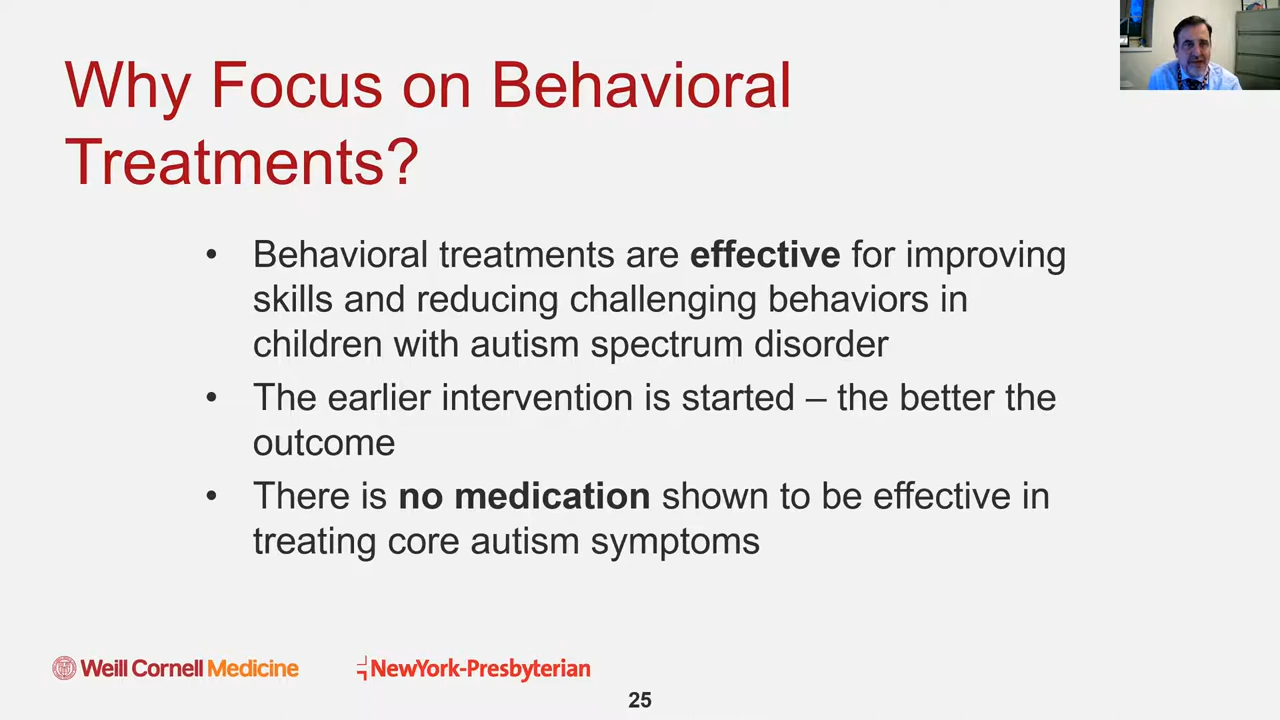 Why Focus on Behavioral
Treatments?
• Behavioral treatments are effective for improving
skills and reducing challenging behaviors in
children with autism spectrum disorder
• The earlier intervention is started – the better the
outcome
• There is no medication shown to be effective in
treating core autism symptoms
Weill Cornell Medicine
NewYork-Presbyterian
25